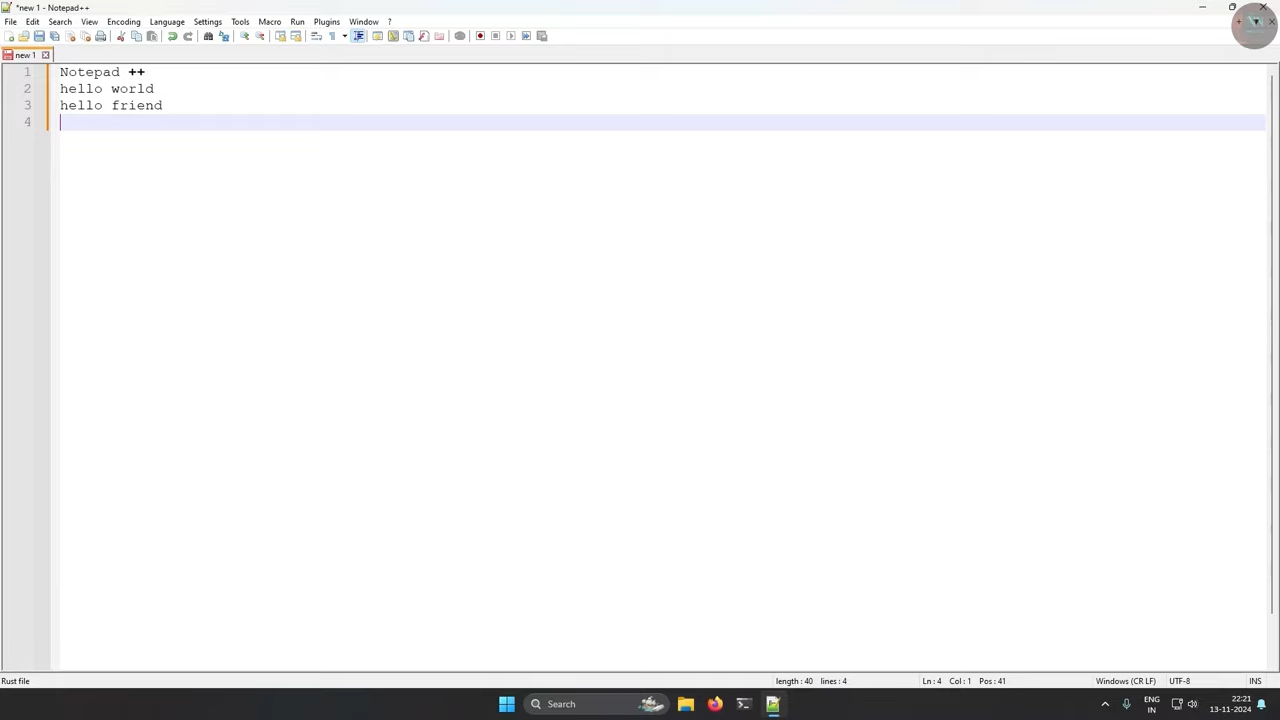 *new 1 - Notepad++
File Edit Search View Encoding Language Settings Tools Macro Run Plugins Window ?
new 1
1 Notepad ++
2 hello world
3 hello friend
4
Rust file length : 40 lines : 4 Ln : 4 Col : 1 Pos : 41 Windows (CR LF) UTF-8 INS
Search
ENG
IN
22:21
13-11-2024